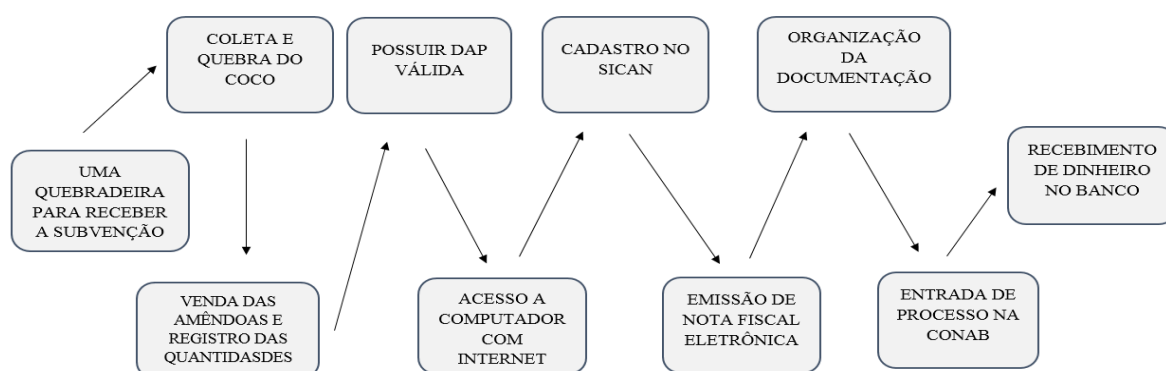 UMA
QUEBRADEIRA
PARA RECEBER
A SUBVENÇÃO
COLETA E
QUEBRA DO
COCO
VENDA DAS
AMÊNDOAS E
REGISTRO DAS
QUANTIDASDES
POSSUIR DAP
VÁLIDA
ACESSO A
COMPUTADOR
COM
INTERNET
CADASTRO NO
SICAN
EMISSÃO DE
NOTA FISCAL
ELETRÔNICA
ORGANIZAÇÃO
DA
DOCUMENTAÇÃO
ENTRADA DE
PROCESSO NA
CONAB
RECEBIMENTO
DE DINHEIRO
NO BANCO